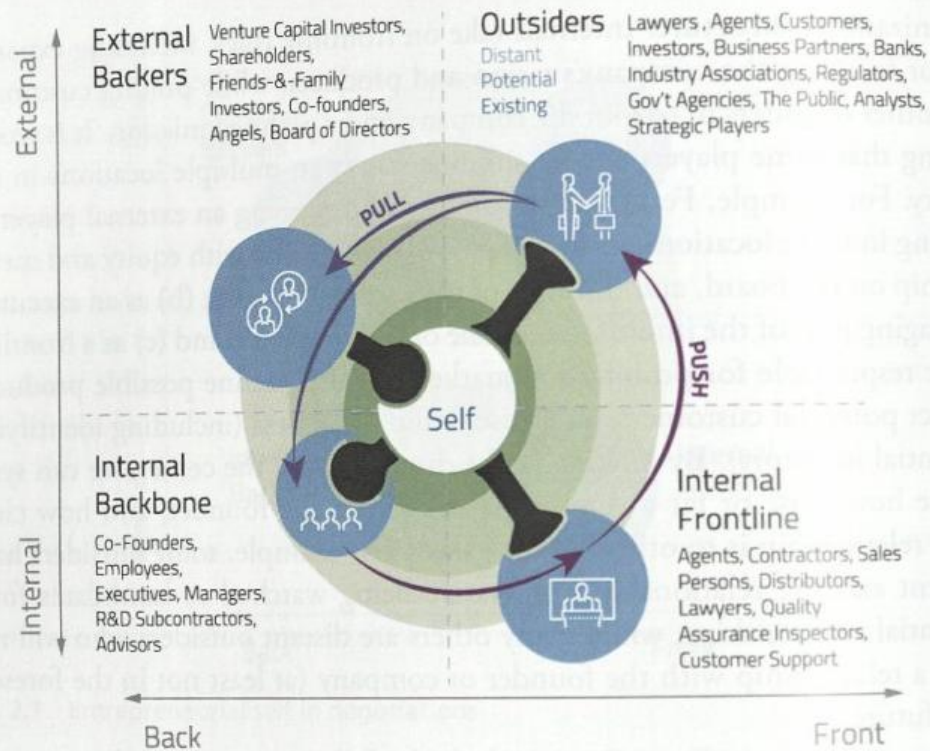 External
Backers
Venture Capital Investors,
Shareholders,
Friends-&-Family
Investors, Co-founders,
Angels, Board of Directors
Outsiders
Distant
Potential
Existing
Lawyers, Agents, Customers,
Investors, Business Partners, Banks,
Industry Associations, Regulators,
Gov't Agencies, The Public, Analysts,
Strategic Players
External
PULL
PUSH
Self
Internal
Internal
Backbone
Co-Founders,
Employees,
Executives, Managers,
R&D Subcontractors,
Advisors
Internal
Frontline
Agents, Contractors, Sales
Persons, Distributors,
Lawyers, Quality
Assurance Inspectors,
Customer Support
Back
Front